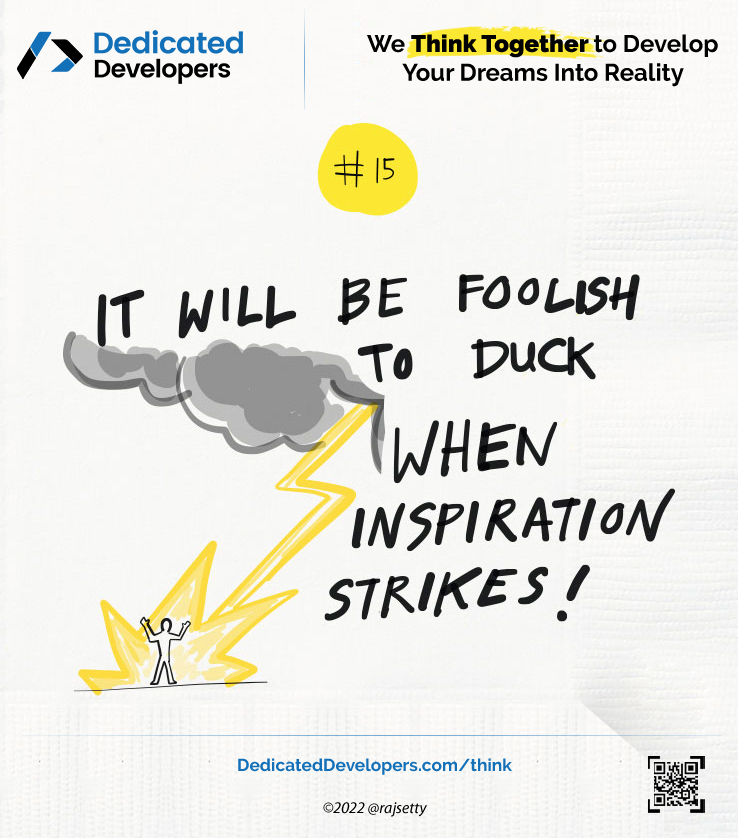 Dedicated
Developers
We Think Together to Develop
Your Dreams Into Reality
#15
IT WILL BE FOOLISH
TO DUCK
WHEN
INSPIRATION
STRIKES!
DedicatedDevelopers.com/think
©2022 @rajsetty